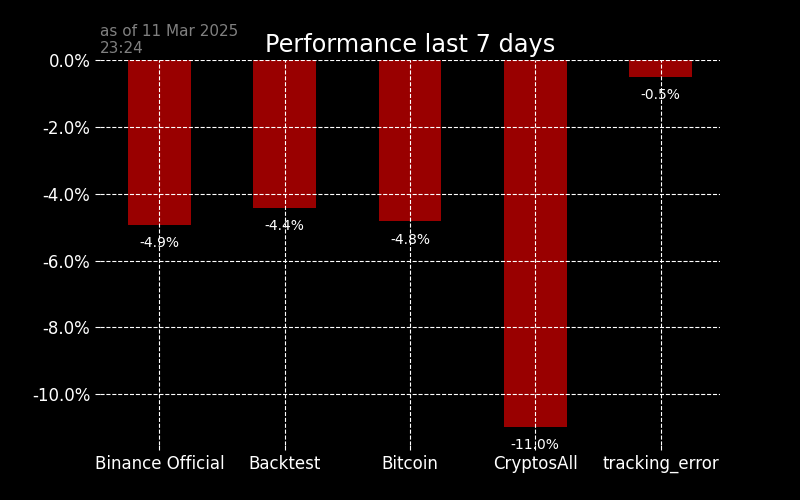 as of 11 Mar 2025
23:24
Performance last 7 days
0.0%
-2.0%
-4.0%
-6.0%
-8.0%
-10.0%
-4.9%
-4.4%
-4.8%
-11.0%
-0.5%
Binance Official
Backtest
Bitcoin
CryptosAll
tracking_error